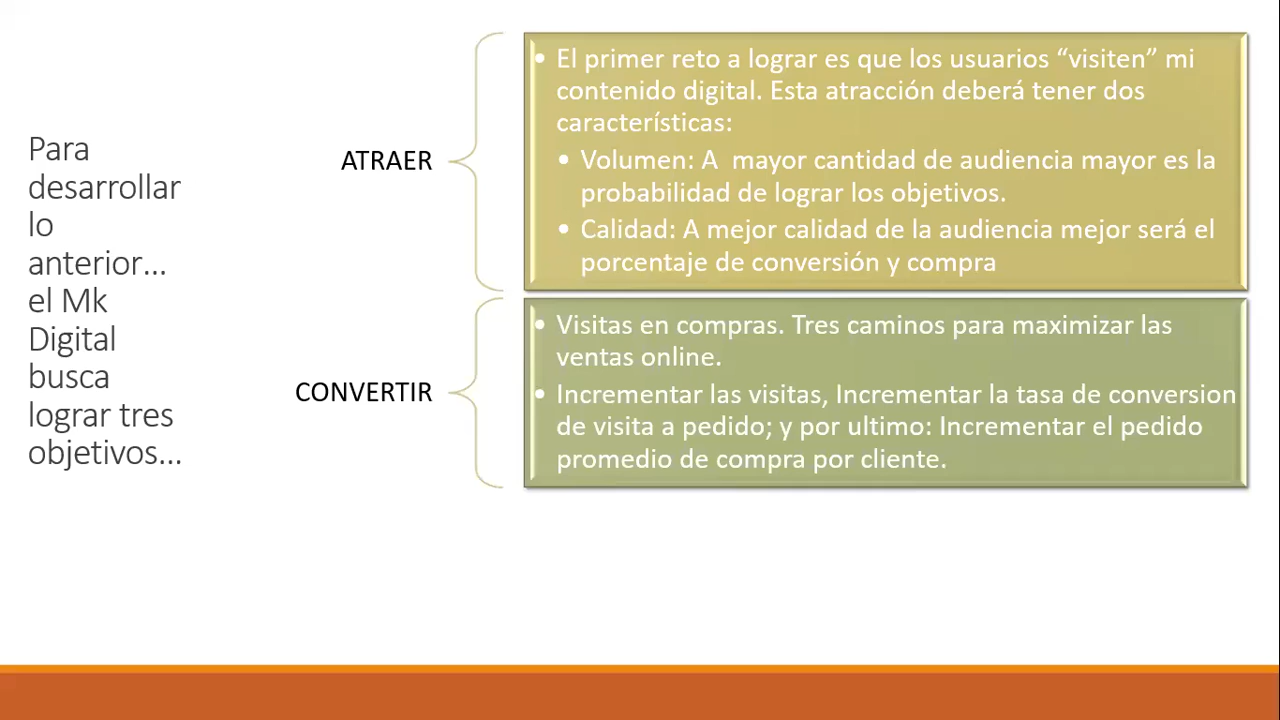 Para
desarrollar
lo
anterior…
el Mk
Digital
busca
lograr tres
objetivos…
ATRAER
• El primer reto a lograr es que los usuarios “visiten” mi
contenido digital. Esta atracción deberá tener dos
características:
• Volumen: A  mayor cantidad de audiencia mayor es la
probabilidad de lograr los objetivos.
• Calidad: A mejor calidad de la audiencia mejor será el
porcentaje de conversión y compra
CONVERTIR
• Visitas en compras. Tres caminos para maximizar las
ventas online.
• Incrementar las visitas, Incrementar la tasa de conversion
de visita a pedido; y por ultimo: Incrementar el pedido
promedio de compra por cliente.